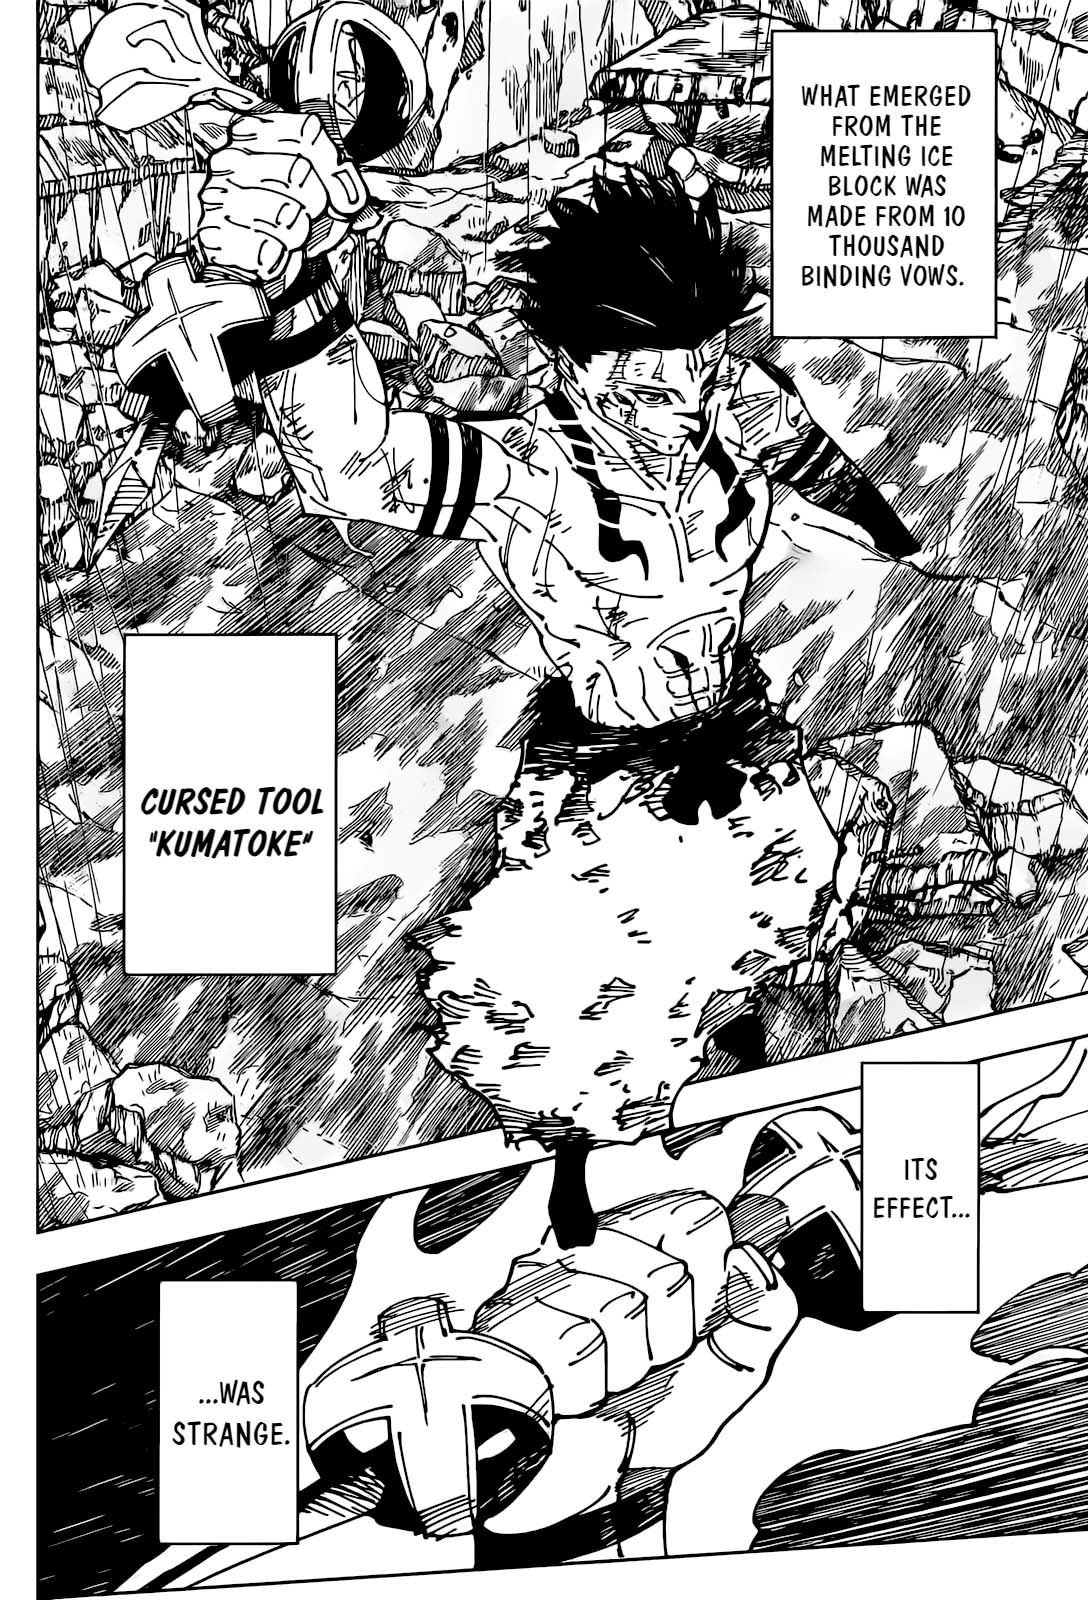 WHAT EMERGED
FROM THE
MELTING ICE
BLOCK WAS
MADE FROM 10
THOUSAND
BINDING VOWS.
CURSED TOOL
"KUMATOKE"
ITS
EFFECT...
...WAS
STRANGE.